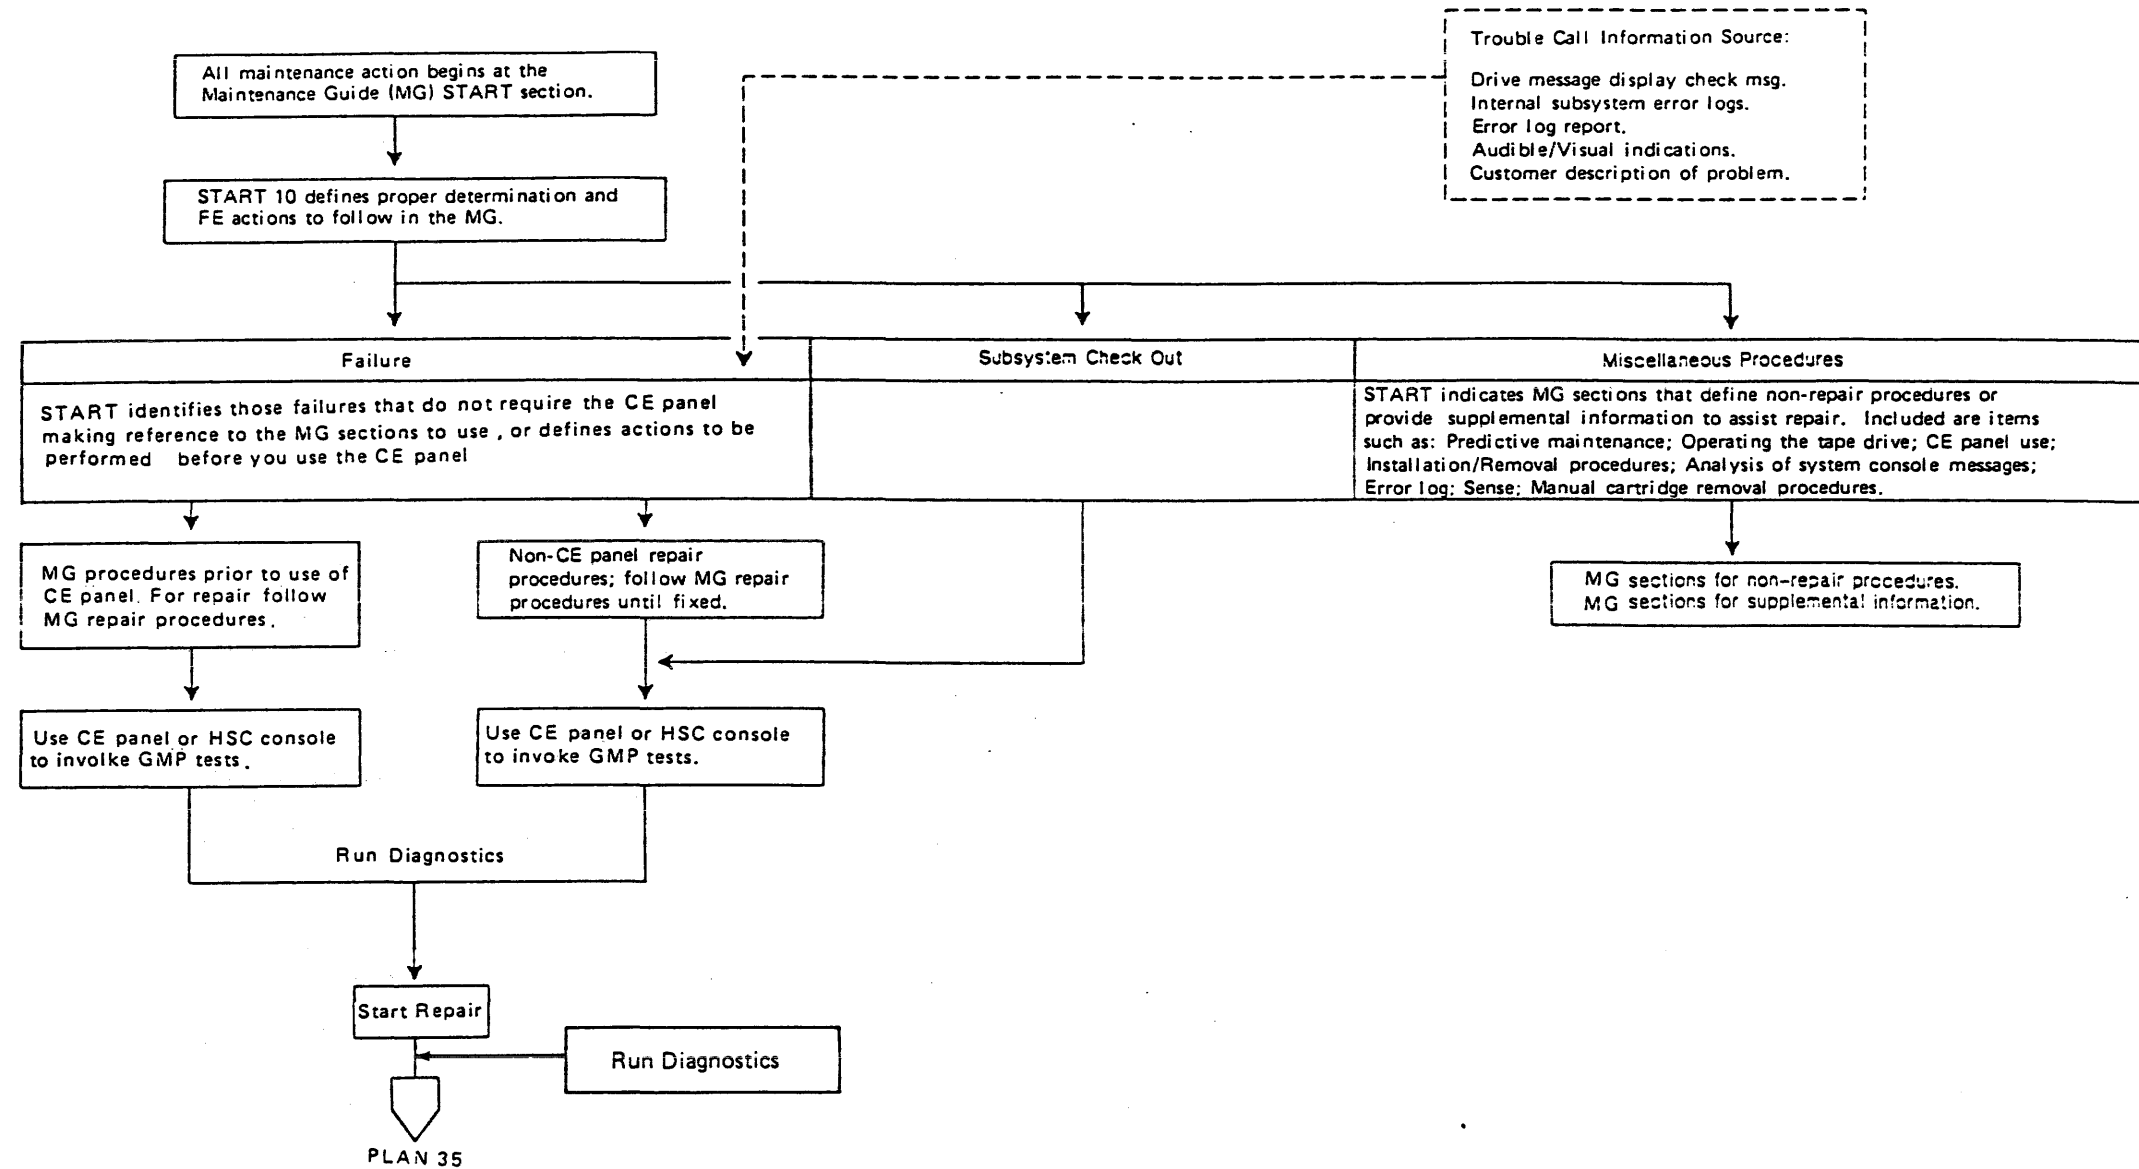 All maintenance action begins at the
Maintenance Guide (MG) START section.
START 10 defines proper determination and
FE actions to follow in the MG.
Trouble Call Information Source:
Drive message display check msg.
Internal subsystem error logs.
Error log report.
Audible/Visual indications.
Customer description of problem.
Failure
START identifies those failures that do not require the CE panel
making reference to the MG sections to use , or defines actions to be
performed before you use the CE panel
Subsystem Check Out
Miscellaneous Procedures
START indicates MG sections that define non-repair procedures or
provide supplemental information to assist repair. Included are items
such as: Predictive maintenance; Operating the tape drive; CE panel use;
Installation/Removal procedures; Analysis of system console messages;
Error log; Sense; Manual cartridge removal procedures.
MG procedures prior to use of
CE panel. For repair follow
MG repair procedures.
Non-CE panel repair
procedures; follow MG repair
procedures until fixed.
MG sections for non-repair procedures.
MG sections for supplemental information.
Use CE panel or HSC console
to involke GMP tests.
Use CE panel or HSC console
to invoke GMP tests.
Run Diagnostics
Start Repair
Run Diagnostics
PLAN 35